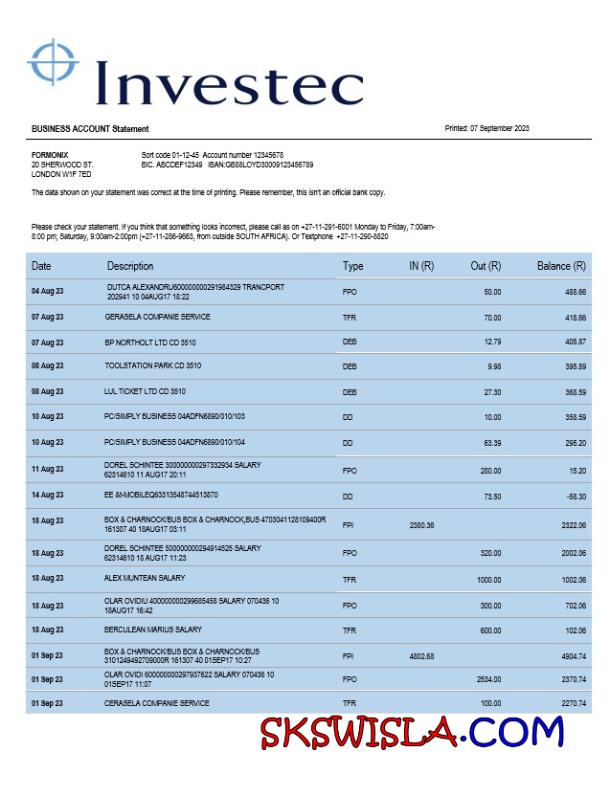 Investec
BUSINESS ACCOUNT Statement Printed: 07 September 2023
FORMONIX Sort code 01-12-45 Account number 12345678
20 SHERWOOD ST. BIC. ABCDEF12349 IBAN:GB88LOYD30009123456789
LONDON W1F 7ED
The data shown on your statement was correct at the time of printing. Please remember, this isn't an official bank copy.
Please check your statement. If you think that something looks incorrect, please call as on +27-11-291-6001 Monday to Friday, 7:00am-
8:00 pm; Saturday, 9:00am-2:00pm (+27-11-286-9663, from outside SOUTH AFRICA). Or Textphone +27-11-290-8820
Date Description Type IN (R) Out (R) Balance (R)
04 Aug 23 DUTCA ALEXANDRU600000000291984329 TRANCPORT FPO 50.00 488.66
202941 10 04AUG17 18:22
07 Aug 23 GERASELA COMPANIE SERVICE TFR 70.00 418.66
07 Aug 23 BP NORTHOLT LTD CD 3510 DEB 12.79 405.87
08 Aug 23 TOOLSTATION PARK CD 3510 DEB 9.98 395.89
08 Aug 23 LUL TICKET LTD CD 3510 DEB 27.30 368.59
10 Aug 23 PC/SIMPLY BUSINESS 04ADFN6890/010/103 DD 10.00 358.59
10 Aug 23 PC/SIMPLY BUSINESS 04ADFN6890/010/104 DD 63.39 295.20
11 Aug 23 DOREL SCHINTEE 300000000297332934 SALARY FPO 280.00 15.20
62314610 11 AUG17 20:11
14 Aug 23 EE &t-MOBILEQ63313548744513870 DD 73.50 -58.30
18 Aug 23 BOX & CHARNOCK/BUS BOX & CHARNOCK,BUS 4703041128109400R FPI 2380.36 2322.06
161307 40 18AUG17 03:11
18 Aug 23 DOREL SCHINTEE 500000000294914525 SALARY FPO 320.00 2002.06
62314610 18 AUG17 11:23
18 Aug 23 ALEX MUNTEAN SALARY TFR 1000.00 1002.06
18 Aug 23 OLAR OVIDIU 400000000299685458 SALARY 070436 10 FPO 300.00 702.06
18AUG17 16:42
18 Aug 23 BERCULEAN MARIUS SALARY TFR 600.00 102.06
01 Sep 23 BOX & CHARNOCK/BUS BOX & CHARNOCK/BUS FPI 4802.68 4904.74
3101249492709000R 161307 40 01SEP17 10:27
01 Sep 23 OLAR OVIDI 600000000297937622 SALARY 070436 10 FPO 2534.00 2370.74
01SEP17 11:07
01 Sep 23 CERASELA COMPANIE SERVICE TFR 100.00 2270.74
SKSWISLA.COM